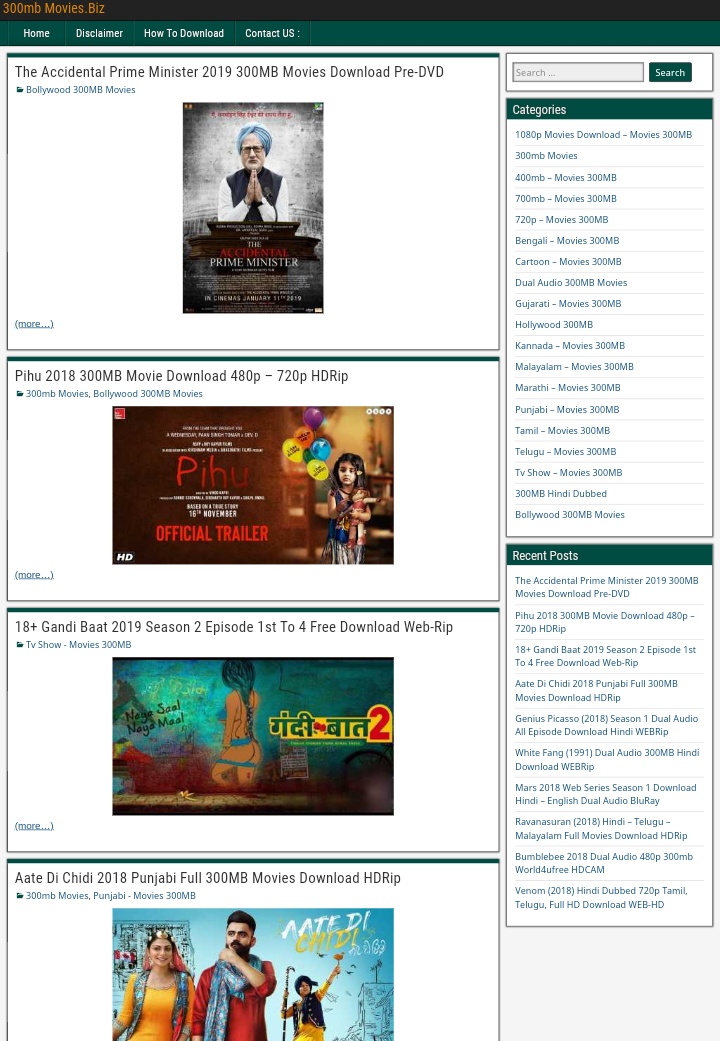 300mb Movies.Biz
Home
Disclaimer
How To Download
Contact US :
The Accidental Prime Minister 2019 300MB Movies Download Pre-DVD
Bollywood 300MB Movies
THE
ACCIDENTAL
PRIME MINISTER
IN CINEMAS JANUARY 11TH 2019
(more…)
Pihu 2018 300MB Movie Download 480p – 720p HDRip
300mb Movies, Bollywood 300MB Movies
FROM THE TEAM THAT BROUGHT YOU
A WEDNESDAY, PAAN SINGH TOMAR & DEV. D
Pihu
BASED ON A TRUE STORY
16TH NOVEMBER
OFFICIAL TRAILER
HD
(more…)
18+ Gandi Baat 2019 Season 2 Episode 1st To 4 Free Download Web-Rip
Tv Show - Movies 300MB
Naya Saal
Naya Maal
गंदी बात 2
(more…)
Aate Di Chidi 2018 Punjabi Full 300MB Movies Download HDRip
300mb Movies, Punjabi - Movies 300MB
AATE DI
CHIDI
Search …
Search
Categories
1080p Movies Download – Movies 300MB
300mb Movies
400mb – Movies 300MB
700mb – Movies 300MB
720p – Movies 300MB
Bengali – Movies 300MB
Cartoon – Movies 300MB
Dual Audio 300MB Movies
Gujarati – Movies 300MB
Hollywood 300MB
Kannada – Movies 300MB
Malayalam – Movies 300MB
Marathi – Movies 300MB
Punjabi – Movies 300MB
Tamil – Movies 300MB
Telugu – Movies 300MB
Tv Show – Movies 300MB
300MB Hindi Dubbed
Bollywood 300MB Movies
Recent Posts
The Accidental Prime Minister 2019 300MB
Movies Download Pre-DVD
Pihu 2018 300MB Movie Download 480p –
720p HDRip
18+ Gandi Baat 2019 Season 2 Episode 1st
To 4 Free Download Web-Rip
Aate Di Chidi 2018 Punjabi Full 300MB
Movies Download HDRip
Genius Picasso (2018) Season 1 Dual Audio
All Episode Download Hindi WEBRip
White Fang (1991) Dual Audio 300MB Hindi
Download WEBRip
Mars 2018 Web Series Season 1 Download
Hindi – English Dual Audio BluRay
Ravanasuran (2018) Hindi – Telugu –
Malayalam Full Movies Download HDRip
Bumblebee 2018 Dual Audio 480p 300mb
World4ufree HDCAM
Venom (2018) Hindi Dubbed 720p Tamil,
Telugu, Full HD Download WEB-HD